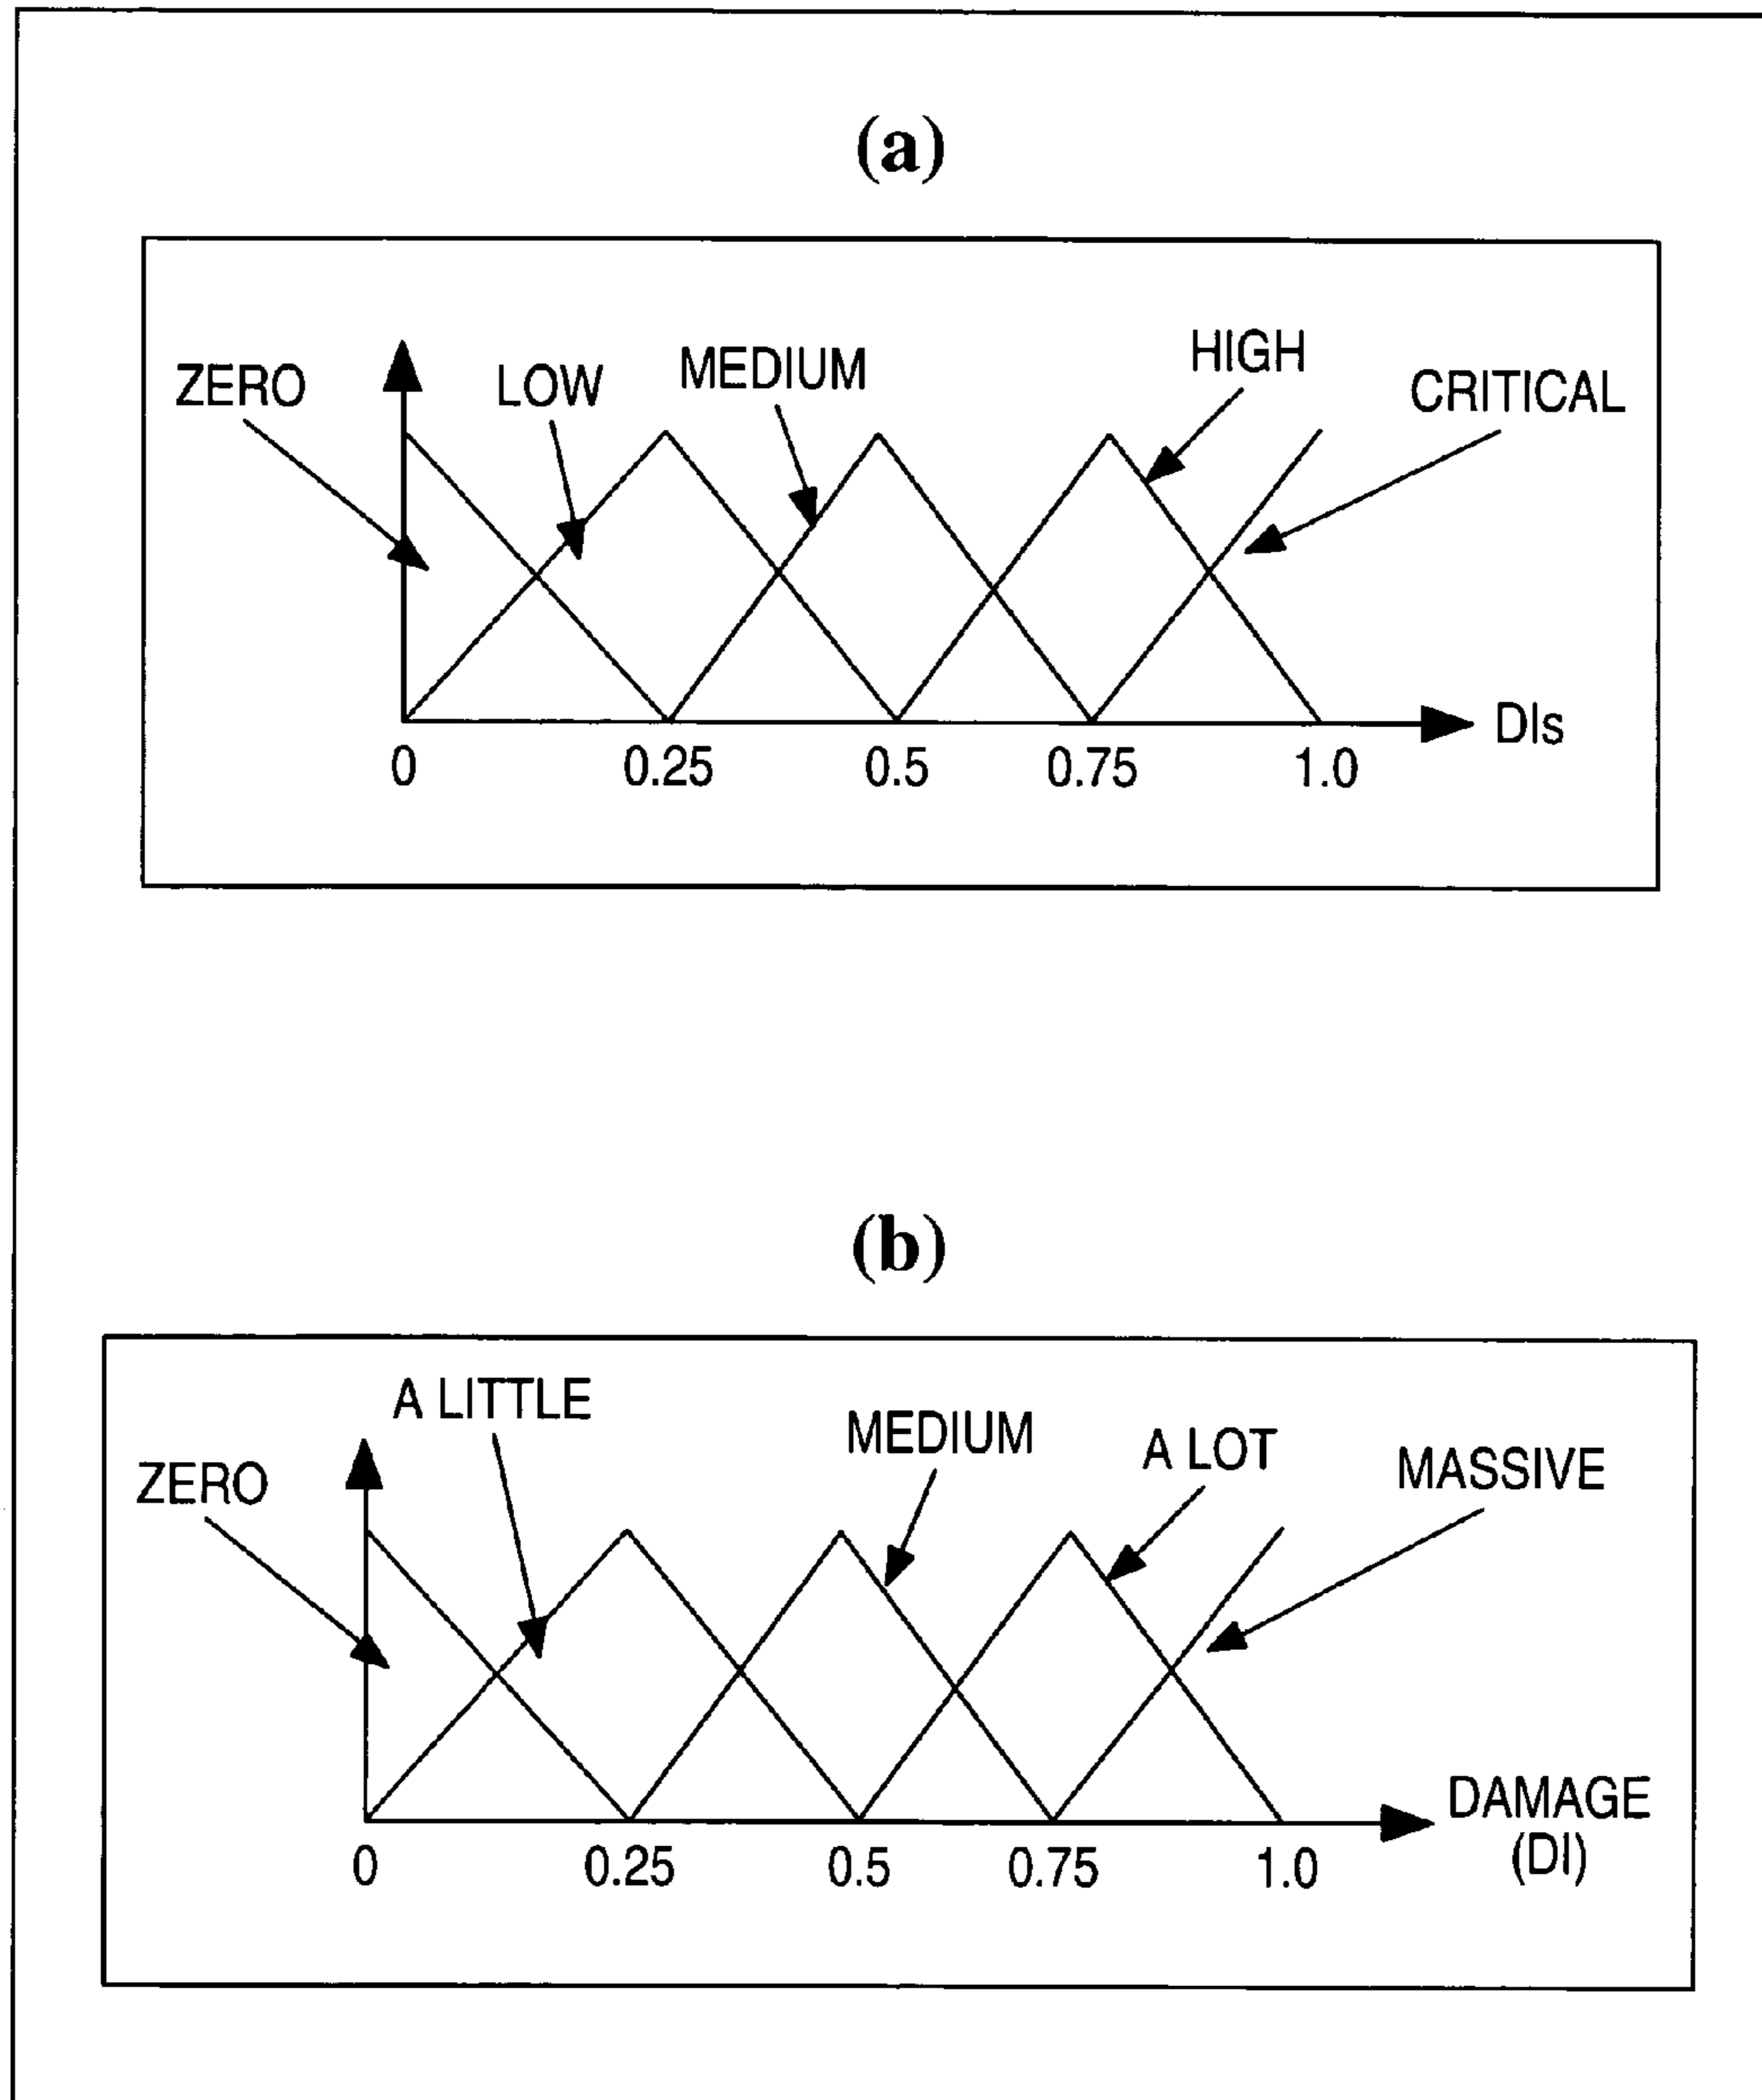 (a)
ZERO LOW MEDIUM HIGH CRITICAL
DIs
0 0.25 0.5 0.75 1.0
(b)
A LITTLE
ZERO MEDIUM A LOT MASSIVE
DAMAGE
(DI)
0 0.25 0.5 0.75 1.0